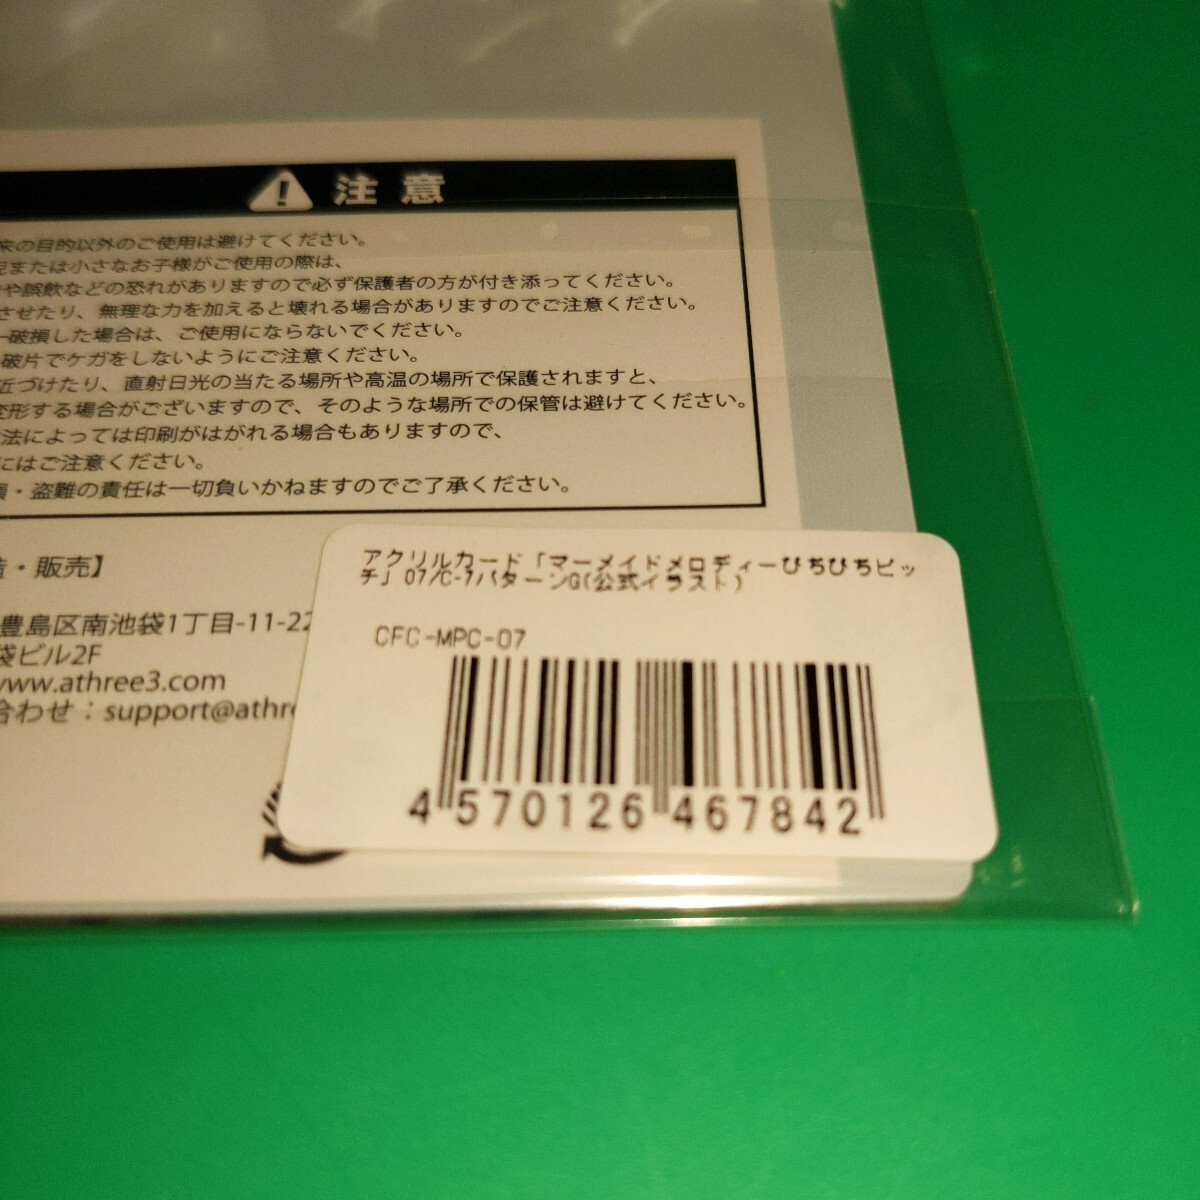 注意
来の目的以外のご使用は避けてください。
または小さなお子様がご使用の際は、
や誤飲などの恐れがありますので必ず保護者の方が付き添ってください。
させたり、無理な力を加えると壊れる場合がありますのでご注意ください。
一破損した場合は、ご使用にならないでください。
破片でケガをしないようにご注意ください。
近づけたり、直射日光の当たる場所や高温の場所で保護されますと、
変形する場合がございますので、そのような場所での保管は避けてください。
法によっては印刷がはがれる場合もありますので、
にはご注意ください。
・盗難の責任は一切負いかねますのでご了承ください。
造・販売】
豊島区南池袋1丁目-11-22
袋ビル2F
www.athree3.com
合わせ：support@athre
アクリルカード「マーメイドメロディーぴちぴちピッ
チ」07/C-7パターンG(公式イラスト)
CFC-MPC-07
4570126467842